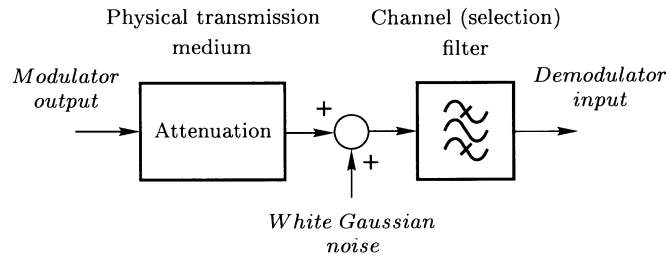 Physical transmission
medium
Channel (selection)
filter
Modulator
output
Demodulator
input
Attenuation
+
+
White Gaussian
noise